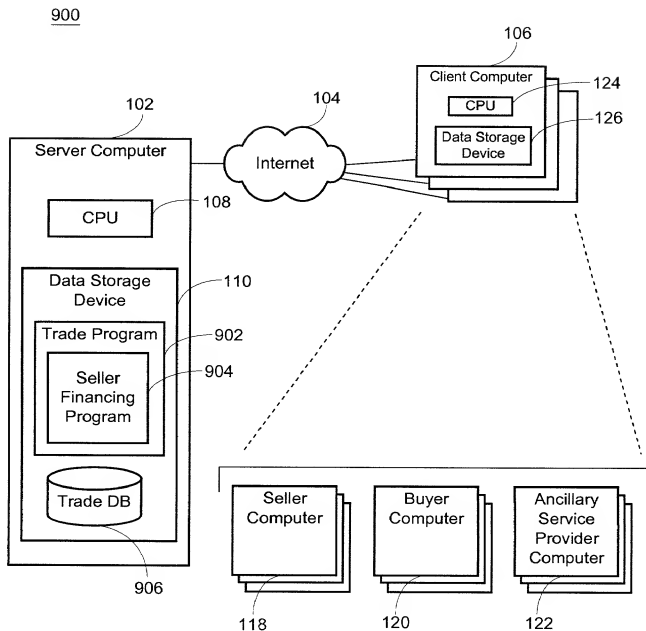 900
106
Client Computer
124
CPU
126
Data Storage
Device
102
104
Server Computer
Internet
CPU
108
Data Storage
Device
110
Trade Program
902
Seller
Financing
Program
904
Trade DB
906
Seller
Computer
118
Buyer
Computer
120
Ancillary
Service
Provider
Computer
122